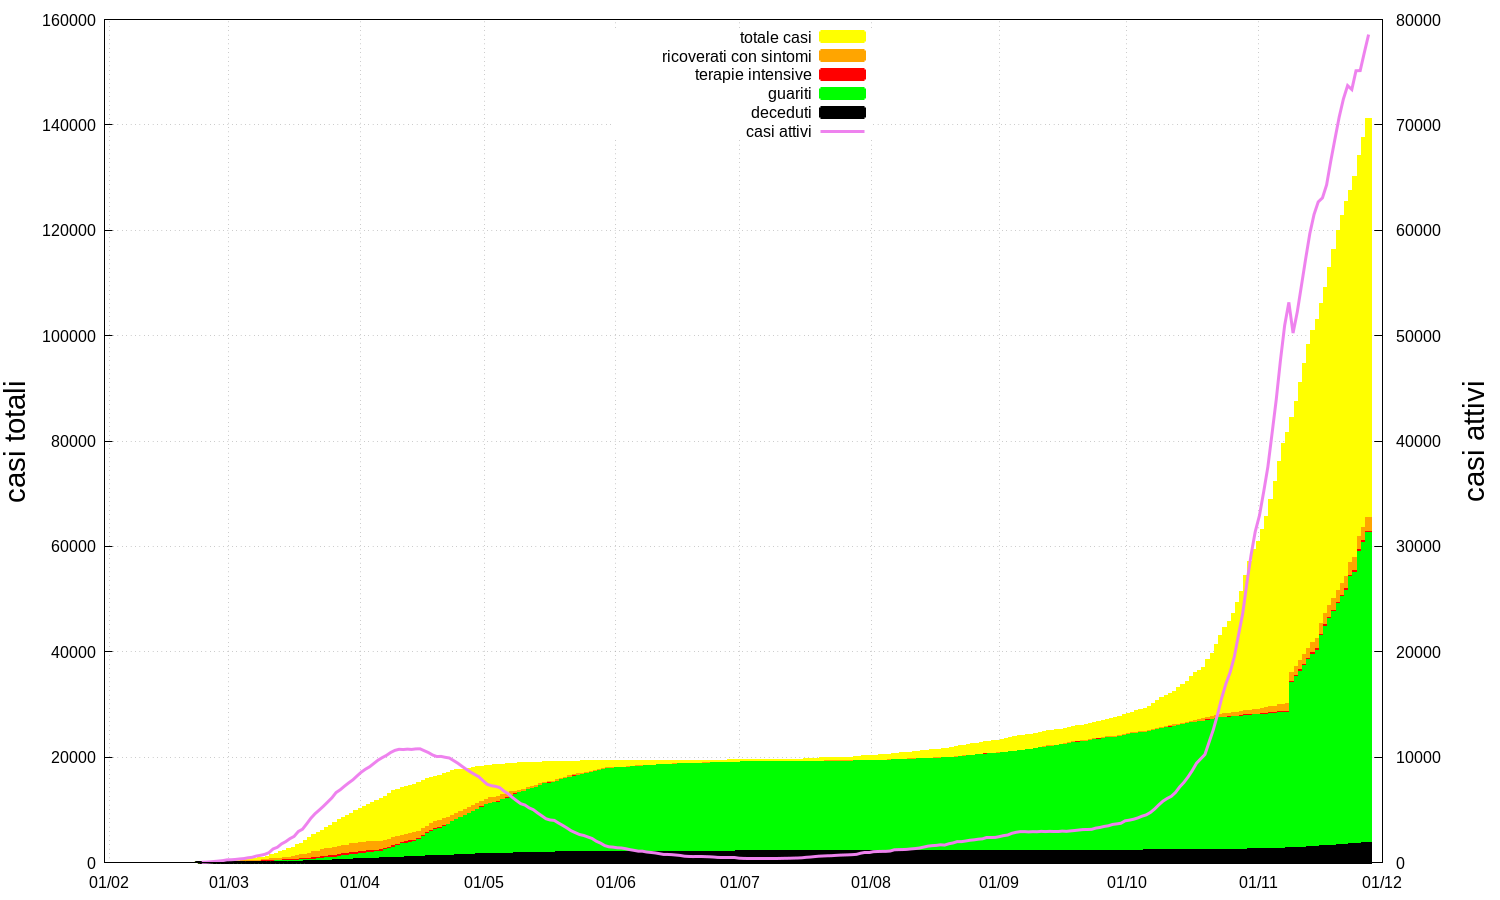 totale casi
ricoverati con sintomi
terapie intensive
guariti
deceduti
casi attivi
casi totali
160000
140000
120000
100000
80000
60000
40000
20000
0
80000
70000
60000
50000
40000
30000
20000
10000
0
casi attivi
01/02 01/03 01/04 01/05 01/06 01/07 01/08 01/09 01/10 01/11 01/12